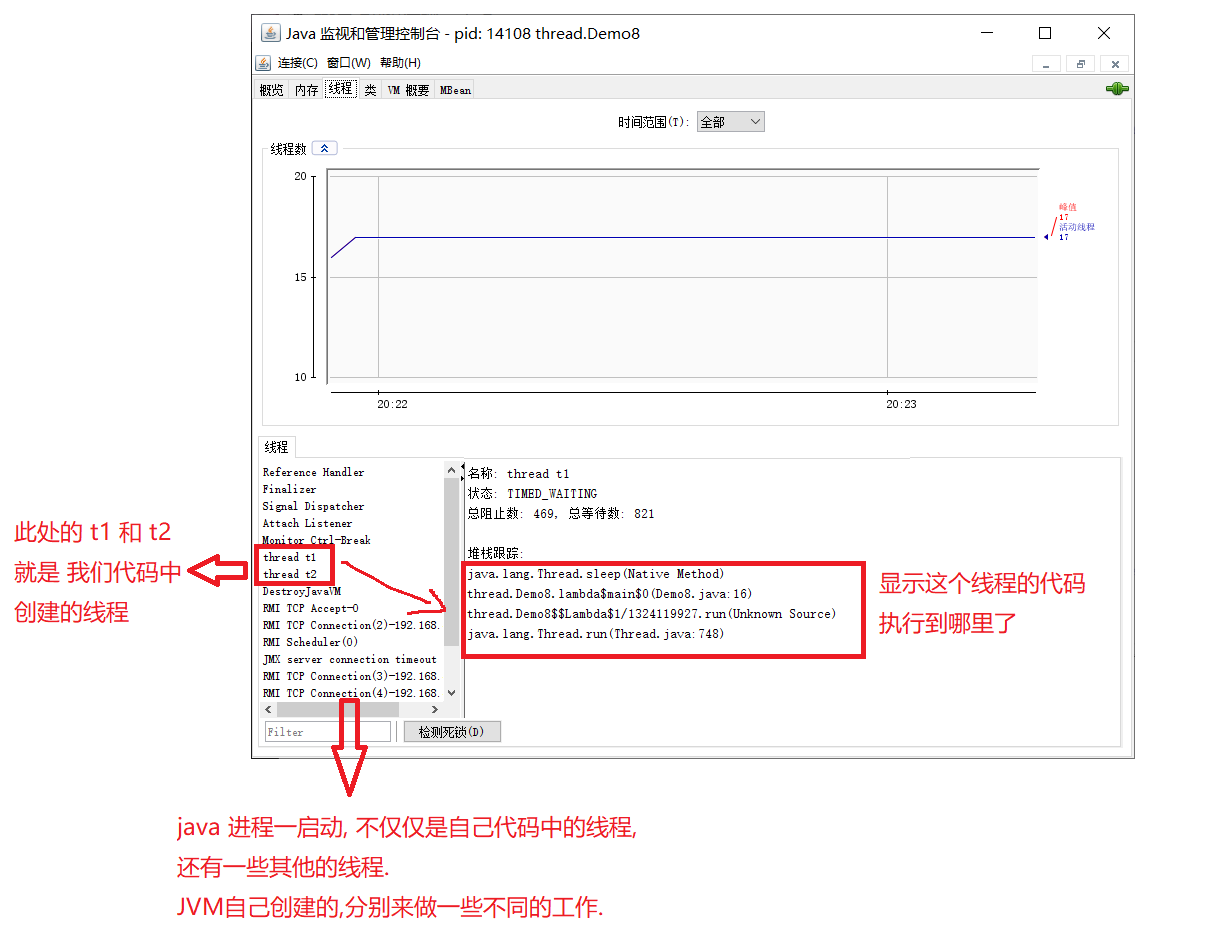 Java 监视和管理控制台 - pid: 14108 thread.Demo8
连接(C) 窗口(W) 帮助(H)
概览 内存 线程 类 VM 概要 MBean
时间范围(T): 全部
线程数
20
15
10
峰值
17
活动线程
17
20:22 20:23
线程
Reference Handler
Finalizer
Signal Dispatcher
Attach Listener
Monitor Ctrl-Break
thread t1
thread t2
DestroyJavaVM
RMI TCP Accept-0
RMI TCP Connection(2)-192.168.
RMI Scheduler(0)
JMX server connection timeout
RMI TCP Connection(3)-192.168.
RMI TCP Connection(4)-192.168.
Filter
检测死锁(D)
名称: thread t1
状态: TIMED_WAITING
总阻止数: 469, 总等待数: 821
堆栈跟踪:
java.lang.Thread.sleep(Native Method)
thread.Demo8.lambda$main$0(Demo8.java:16)
thread.Demo8$$Lambda$1/1324119927.run(Unknown Source)
java.lang.Thread.run(Thread.java:748)
此处的 t1 和 t2
就是 我们代码中
创建的线程
显示这个线程的代码
执行到哪里了
java 进程一启动, 不仅仅是自己代码中的线程,
还有一些其他的线程.
JVM自己创建的,分别来做一些不同的工作.